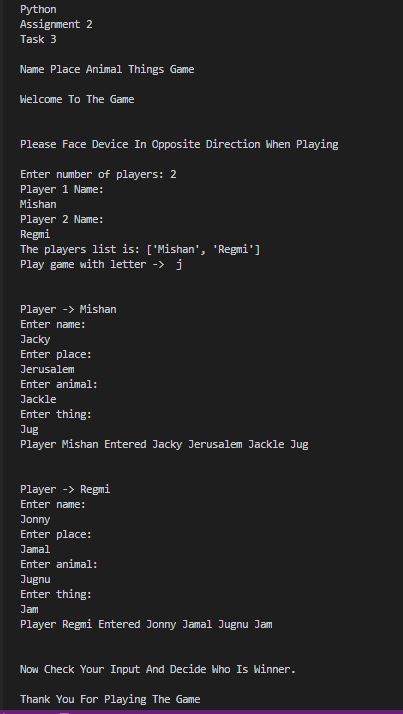 Python
Assignment 2
Task 3
Name Place Animal Things Game
Welcome To The Game
Please Face Device In Opposite Direction When Playing
Enter number of players: 2
Player 1 Name:
Mishan
Player 2 Name:
Regmi
The players list is: ['Mishan', 'Regmi']
Play game with letter ->  j
Player -> Mishan
Enter name:
Jacky
Enter place:
Jerusalem
Enter animal:
Jackle
Enter thing:
Jug
Player Mishan Entered Jacky Jerusalem Jackle Jug
Player -> Regmi
Enter name:
Jonny
Enter place:
Jamal
Enter animal:
Jugnu
Enter thing:
Jam
Player Regmi Entered Jonny Jamal Jugnu Jam
Now Check Your Input And Decide Who Is Winner.
Thank You For Playing The Game